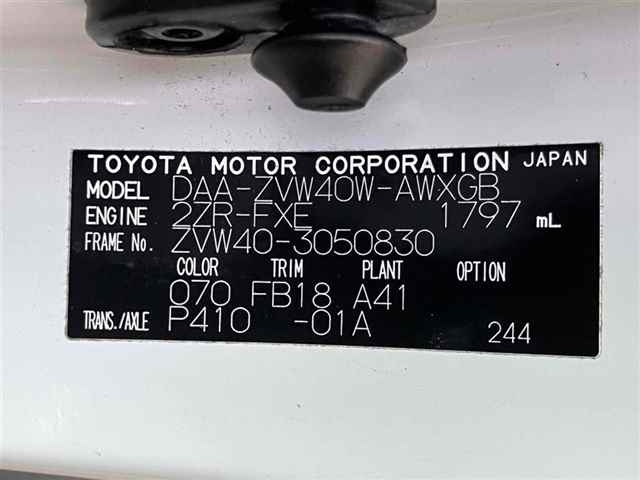 TOYOTA MOTOR CORPORATION JAPAN
MODEL DAA-ZVW40W-AWXGB
ENGINE 2ZR-FXE 1797 mL
FRAME No. ZVW40-3050830
COLOR TRIM PLANT OPTION
070 FB18 A41
TRANS./AXLE P410 -01A 244